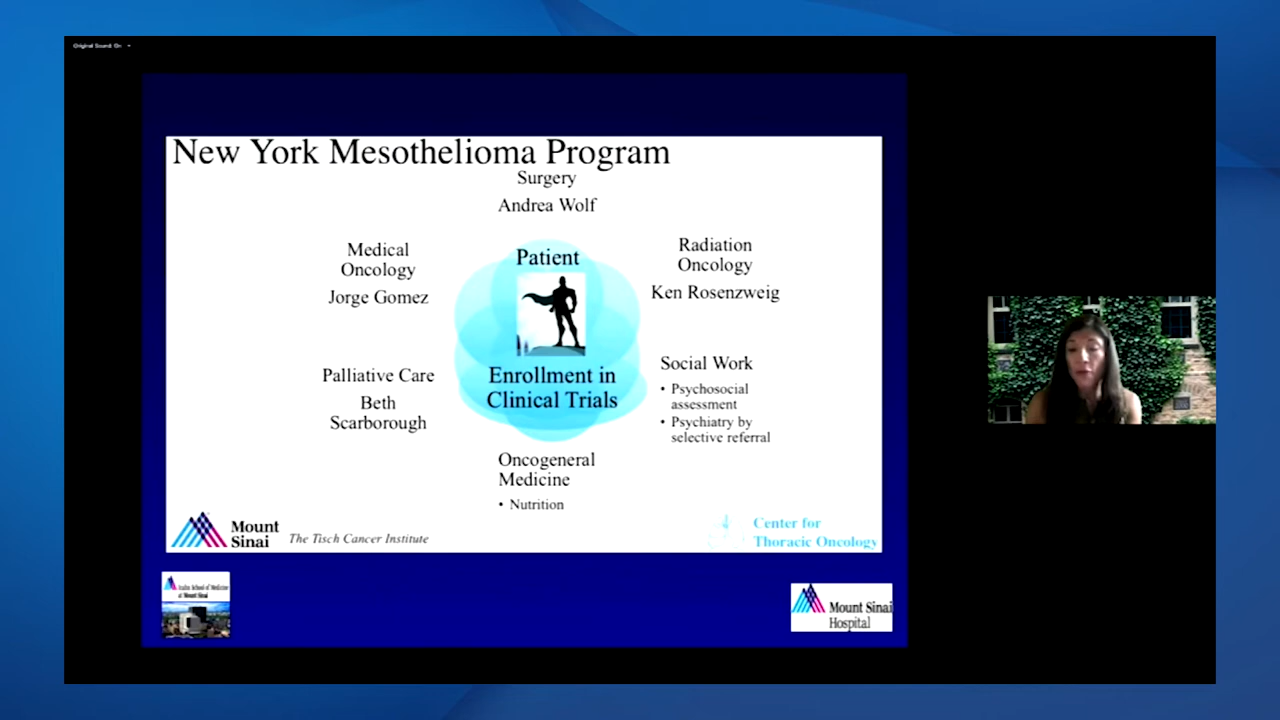 Original Sound: On
New York Mesothelioma Program
Surgery
Andrea Wolf
Medical
Oncology
Jorge Gomez
Patient
Radiation
Oncology
Ken Rosenzweig
Palliative Care
Beth
Scarborough
Enrollment in
Clinical Trials
Social Work
• Psychosocial
assessment
• Psychiatry by
selective referral
Oncogeneral
Medicine
• Nutrition
Mount
Sinai
The Tisch Cancer Institute
Center for
Thoracic Oncology
School of Medicine
at Mount Sinai
Mount Sinai
Hospital